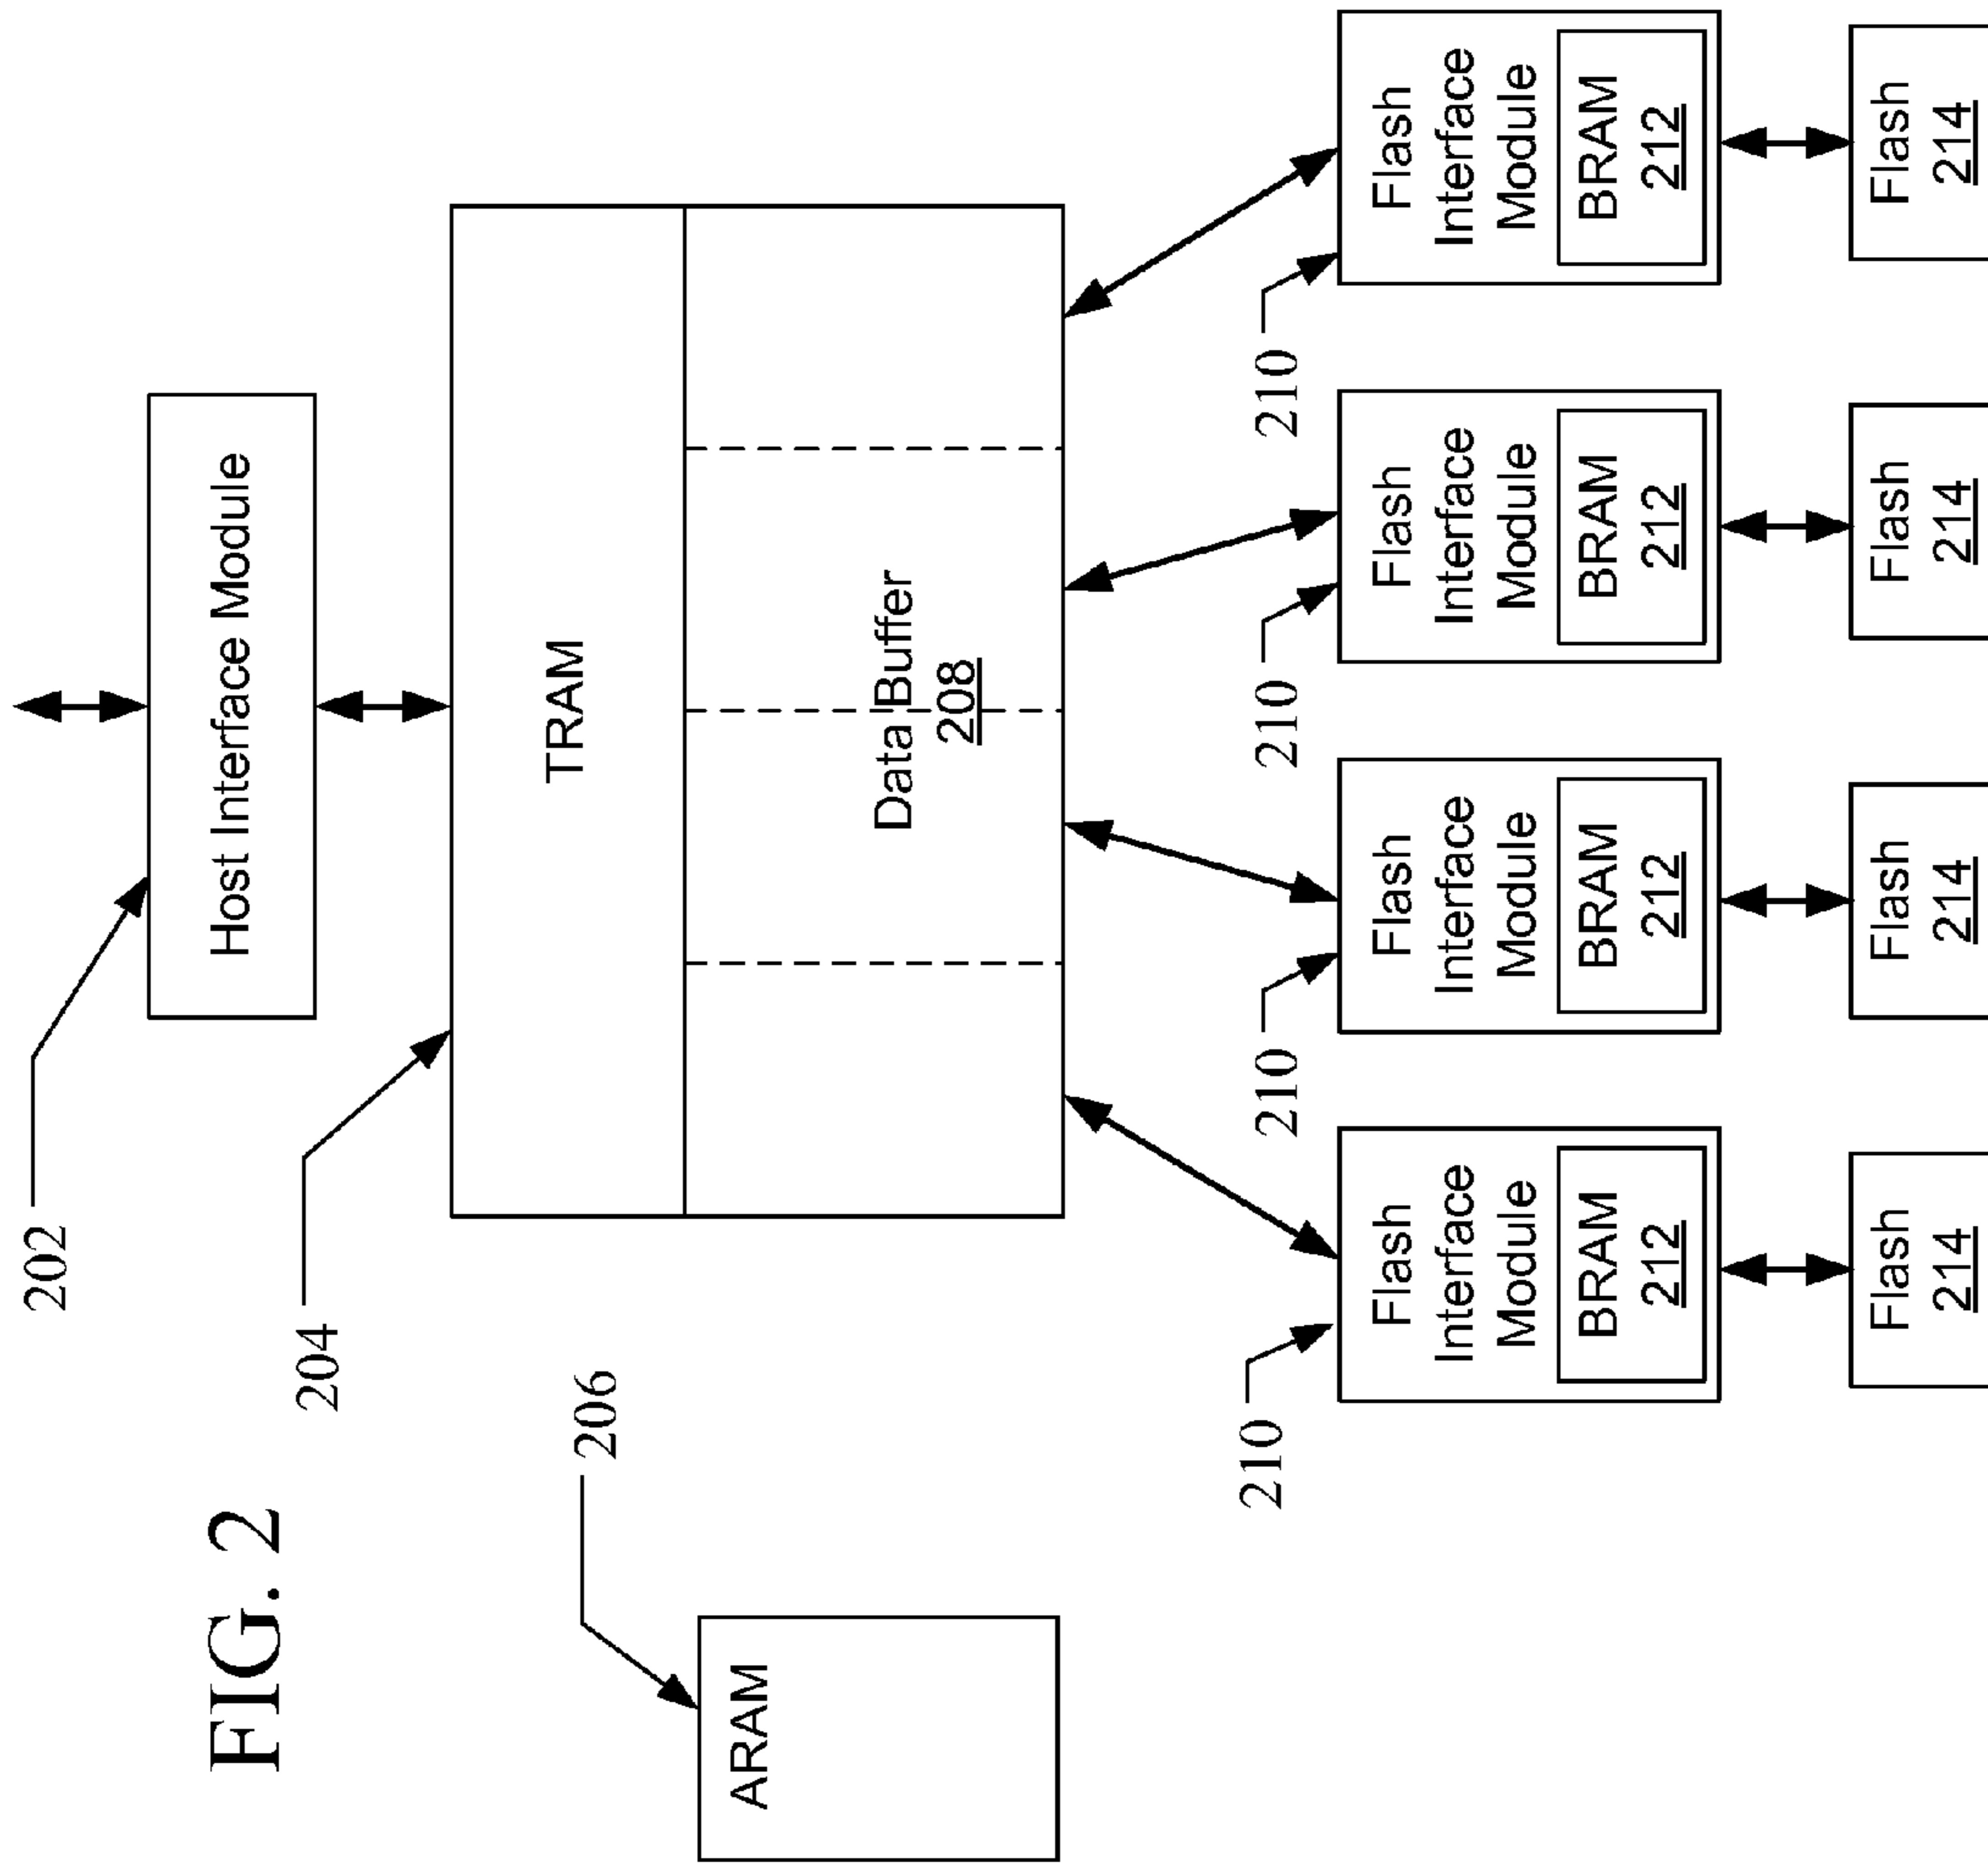 FIG. 2
202
Host Interface Module
204
TRAM
206
ARAM
Data Buffer
208
210
210
210
210
Flash
Interface
Module
BRAM
212
Flash
Interface
Module
BRAM
212
Flash
Interface
Module
BRAM
212
Flash
Interface
Module
BRAM
212
Flash
214
Flash
214
Flash
214
Flash
214